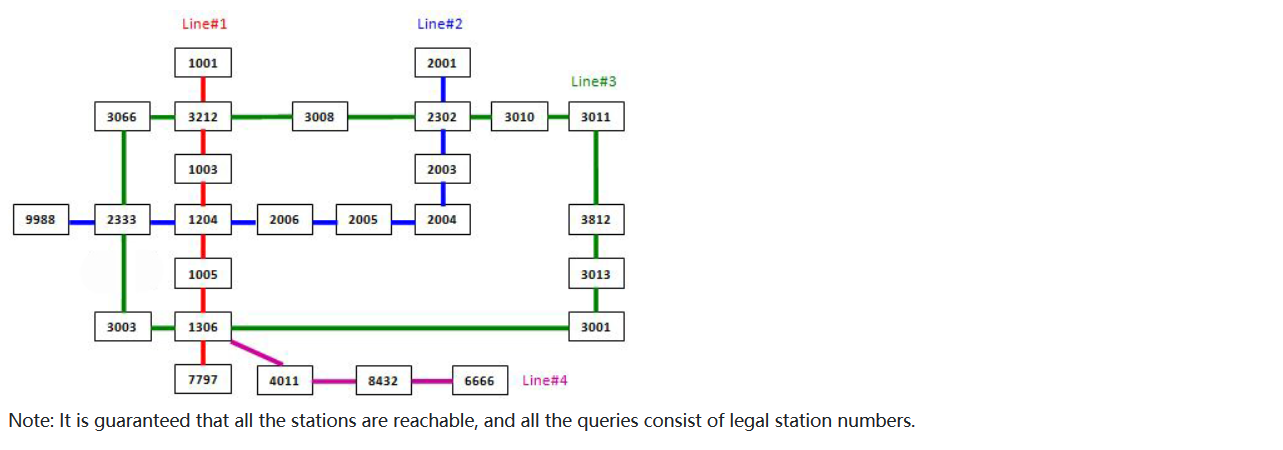 Line#1 Line#2
1001 2001
Line#3
3066 3212 3008 2302 3010 3011
1003 2003
9988 2333 1204 2006 2005 2004 3812
1005 3013
3003 1306 3001
7797 4011 8432 6666 Line#4
Note: It is guaranteed that all the stations are reachable, and all the queries consist of legal station numbers.